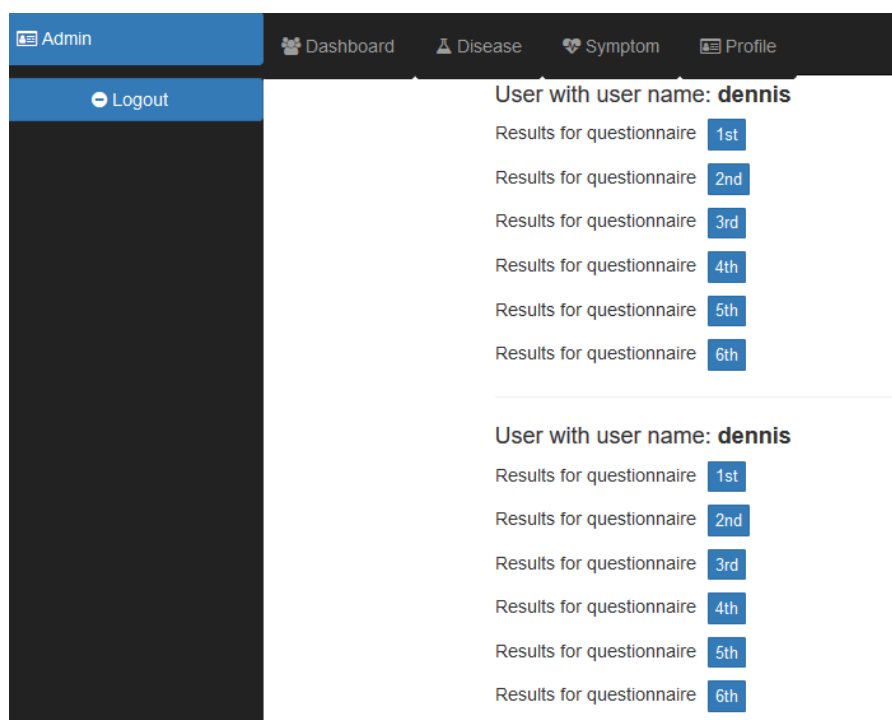 Admin
Dashboard Disease Symptom Profile
Logout
User with user name: dennis
Results for questionnaire 1st
Results for questionnaire 2nd
Results for questionnaire 3rd
Results for questionnaire 4th
Results for questionnaire 5th
Results for questionnaire 6th
User with user name: dennis
Results for questionnaire 1st
Results for questionnaire 2nd
Results for questionnaire 3rd
Results for questionnaire 4th
Results for questionnaire 5th
Results for questionnaire 6th